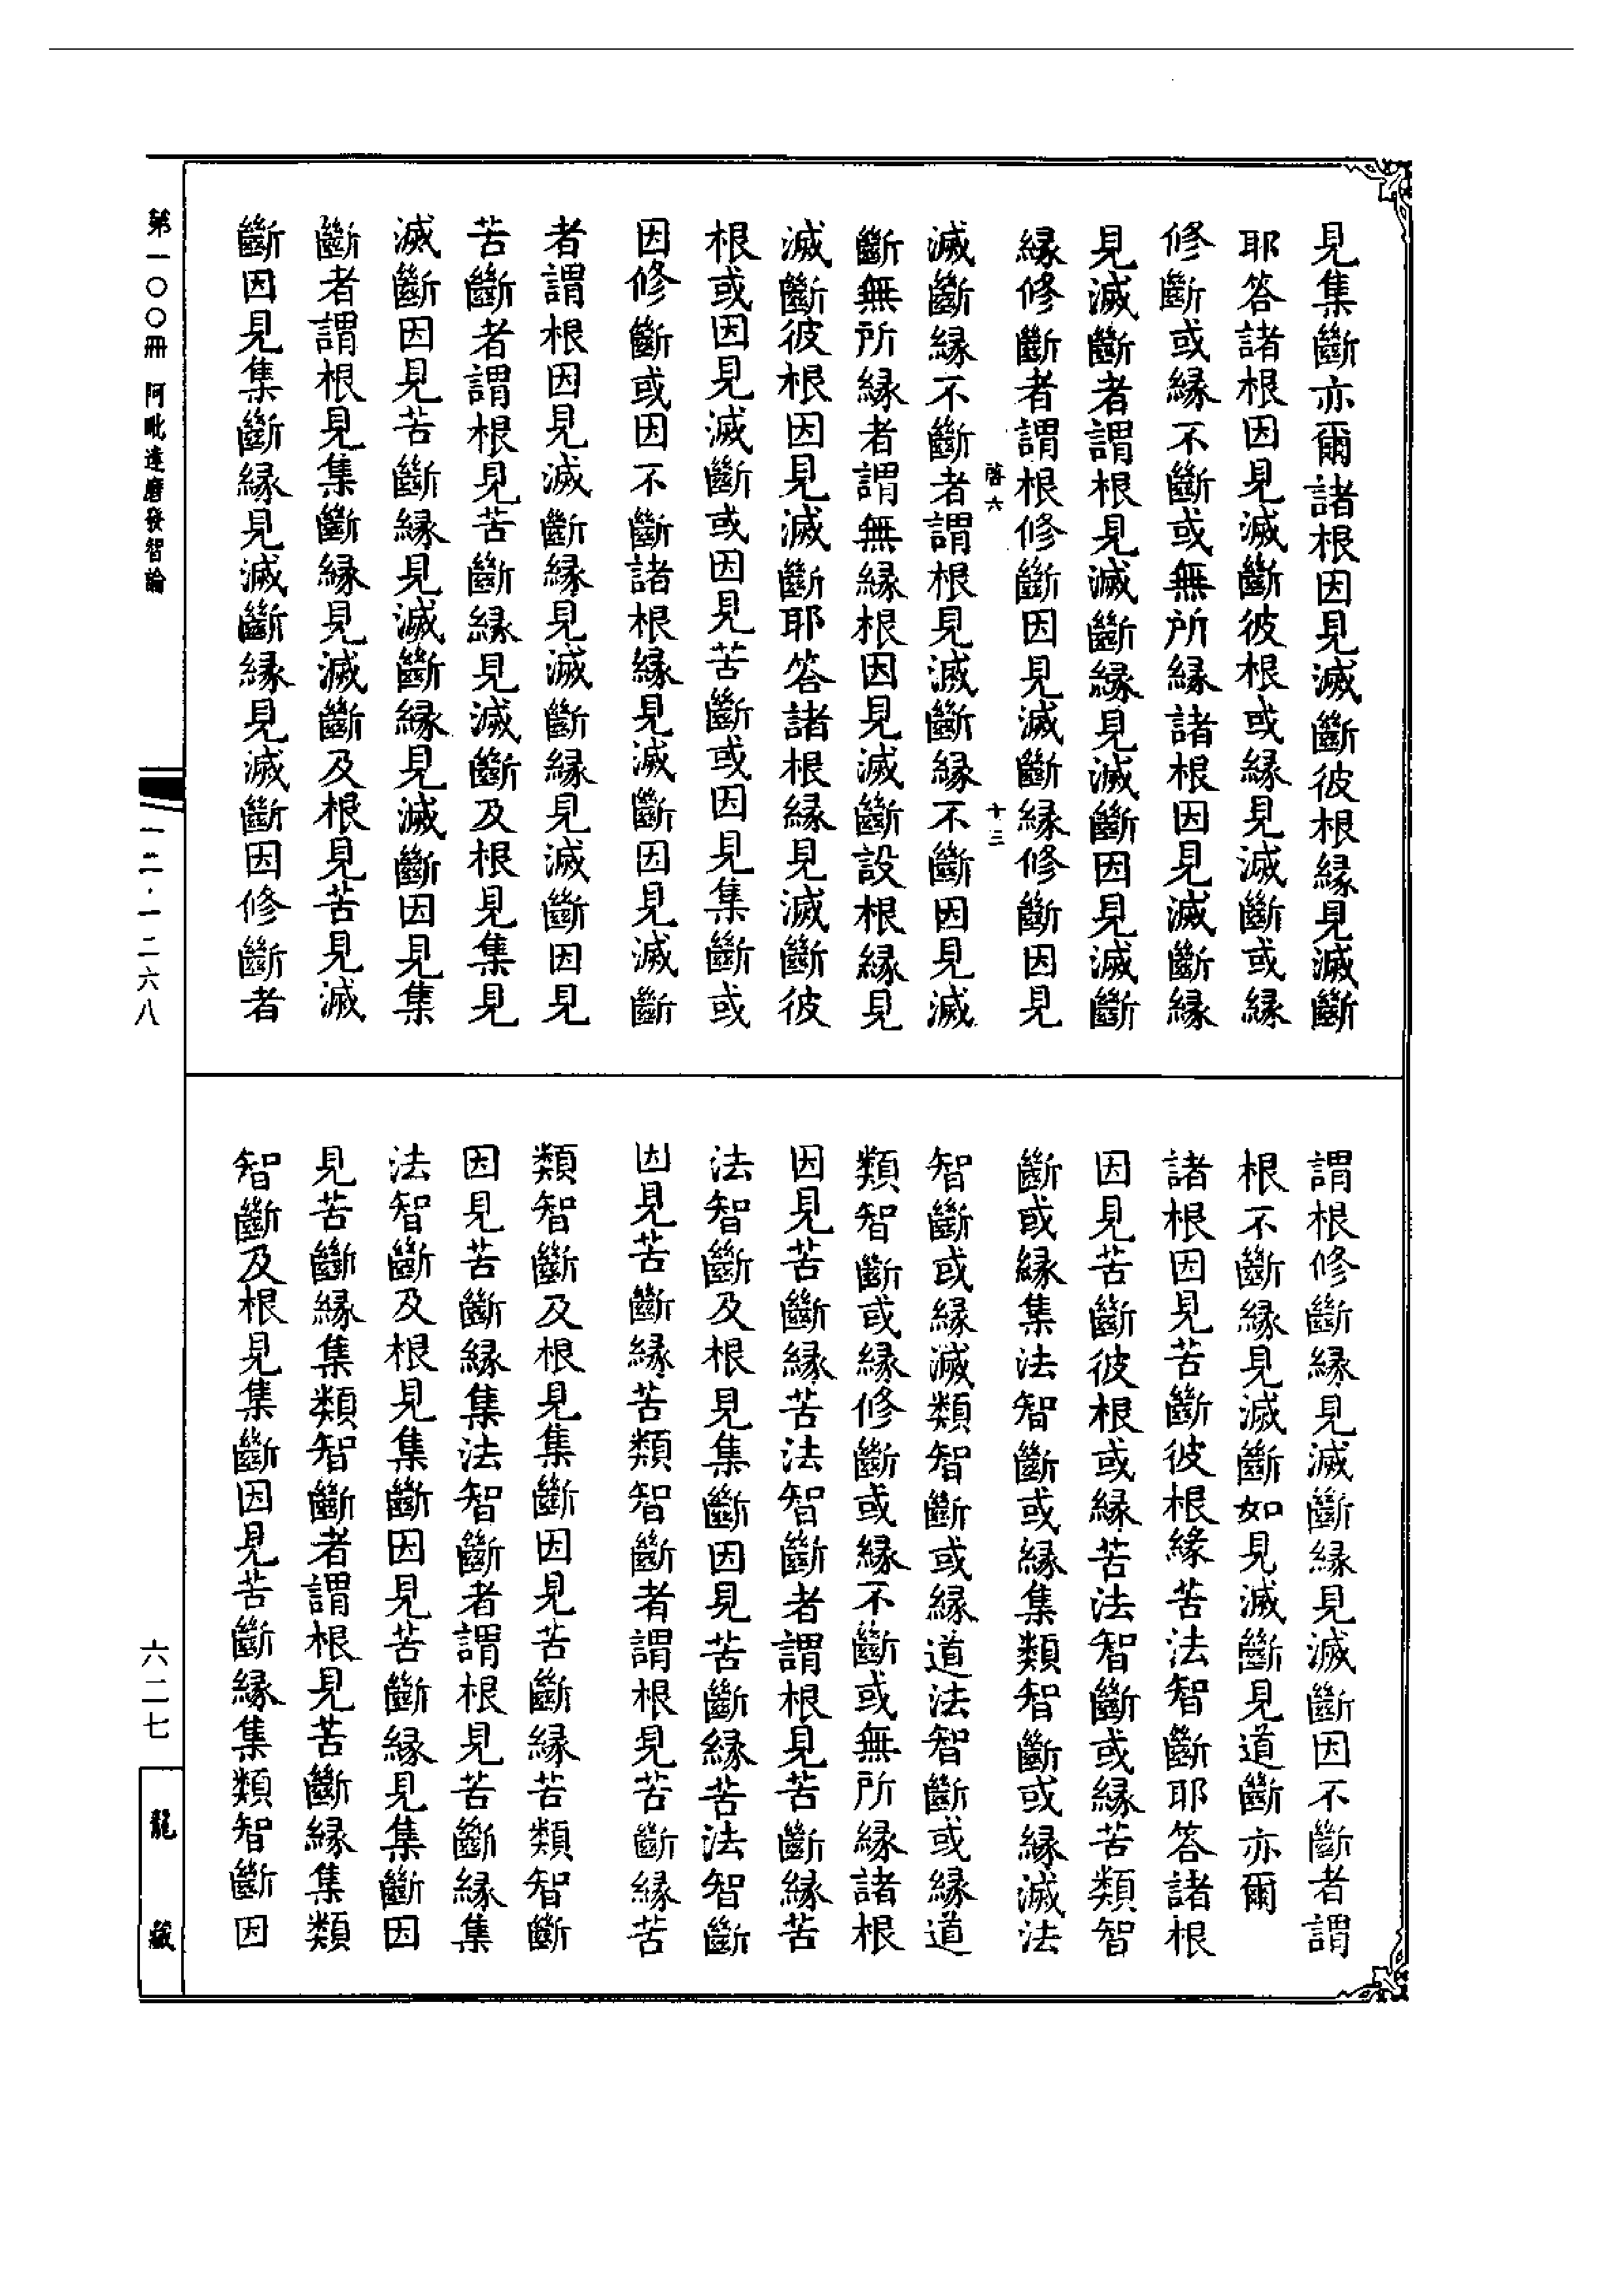 見集斷亦爾諸根因見滅斷彼根緣見滅斷
耶答諸根因見滅斷彼根或緣見滅斷或緣
修斷或緣不斷或無所緣諸根因見滅斷緣
見滅斷者謂根見滅斷緣見滅斷因見滅斷
緣修斷者謂根修斷因見滅斷緣修斷因見
啓六 十三
滅斷緣不斷者謂根見滅斷緣不斷因見滅
斷無所緣者謂無緣根因見滅斷設根緣見
滅斷彼根因見滅斷耶答諸根緣見滅斷彼
根或因見滅斷或因見苦斷或因見集斷或
因修斷或因不斷諸根緣見滅斷因見滅斷
者謂根因見滅斷緣見滅斷緣見滅斷因見
苦斷者謂根見苦斷緣見滅斷及根見集見
滅斷因見苦斷緣見滅斷緣見滅斷因見集
斷者謂根見集斷緣見滅斷及根見苦見滅
斷因見集斷緣見滅斷緣見滅斷因修斷者
謂根修斷緣見滅斷緣見滅斷因不斷者謂
根不斷緣見滅斷如見滅斷見道斷亦爾
諸根因見苦斷彼根緣苦法智斷耶答諸根
因見苦斷彼根或緣苦法智斷或緣苦類智
斷或緣集法智斷或緣集類智斷或緣滅法
智斷或緣滅類智斷或緣道法智斷或緣道
類智斷或緣修斷或緣不斷或無所緣諸根
因見苦斷緣苦法智斷者謂根見苦斷緣苦
法智斷及根見集斷因見苦斷緣苦法智斷
因見苦斷緣苦類智斷者謂根見苦斷緣苦
類智斷及根見集斷因見苦斷緣苦類智斷
因見苦斷緣集法智斷者謂根見苦斷緣集
法智斷及根見集斷因見苦斷緣見集斷因
見苦斷緣集類智斷者謂根見苦斷緣集類
智斷及根見集斷因見苦斷緣集類智斷因
第一〇〇冊 阿毗達磨發智論
一二·一二六八
六二七
龍藏